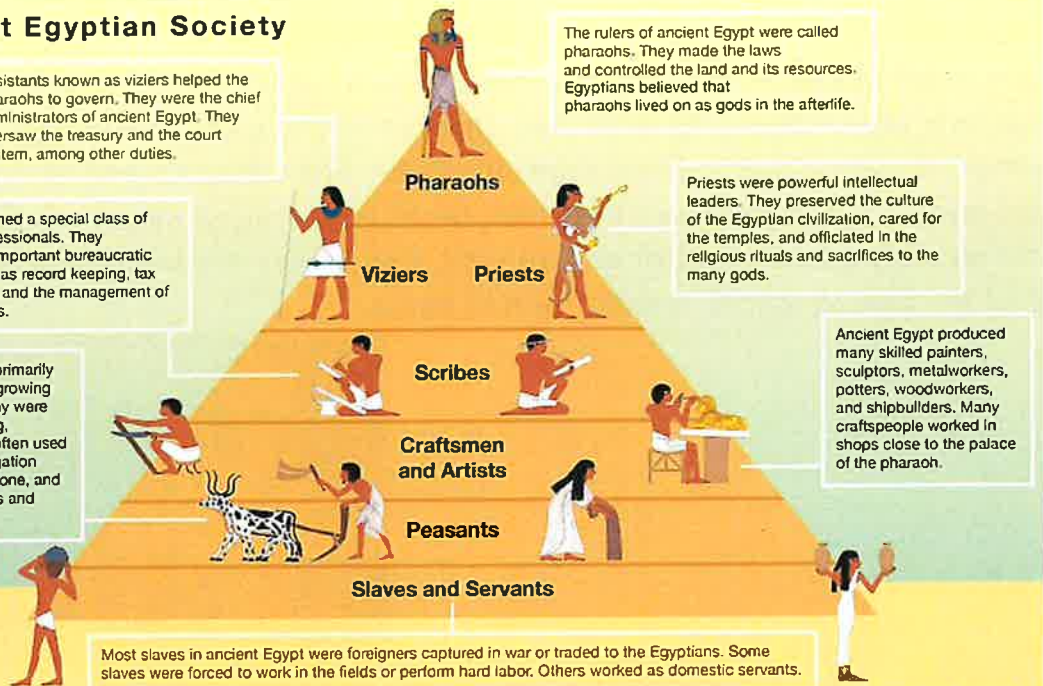 t Egyptian Society
sistants known as viziers helped the
araohs to govern. They were the chief
ministrators of ancient Egypt. They
ersaw the treasury and the court
tem, among other duties.
The rulers of ancient Egypt were called
pharaohs. They made the laws
and controlled the land and its resources.
Egyptians believed that
pharaohs lived on as gods in the afterlife.
Pharaohs
ned a special class of
essionals. They
mportant bureaucratic
as record keeping, tax
and the management of
s.
Priests were powerful intellectual
leaders. They preserved the culture
of the Egyptian civilization, cared for
the temples, and officiated in the
religious rituals and sacrifices to the
many gods.
Viziers Priests
rimarily
growing
y were
g,
ften used
gation
one, and
s and
Scribes
Ancient Egypt produced
many skilled painters,
sculptors, metalworkers,
potters, woodworkers,
and shipbuilders. Many
craftspeople worked in
shops close to the palace
of the pharaoh.
Craftsmen
and Artists
Peasants
Slaves and Servants
Most slaves in ancient Egypt were foreigners captured in war or traded to the Egyptians. Some
slaves were forced to work in the fields or perform hard labor. Others worked as domestic servants.